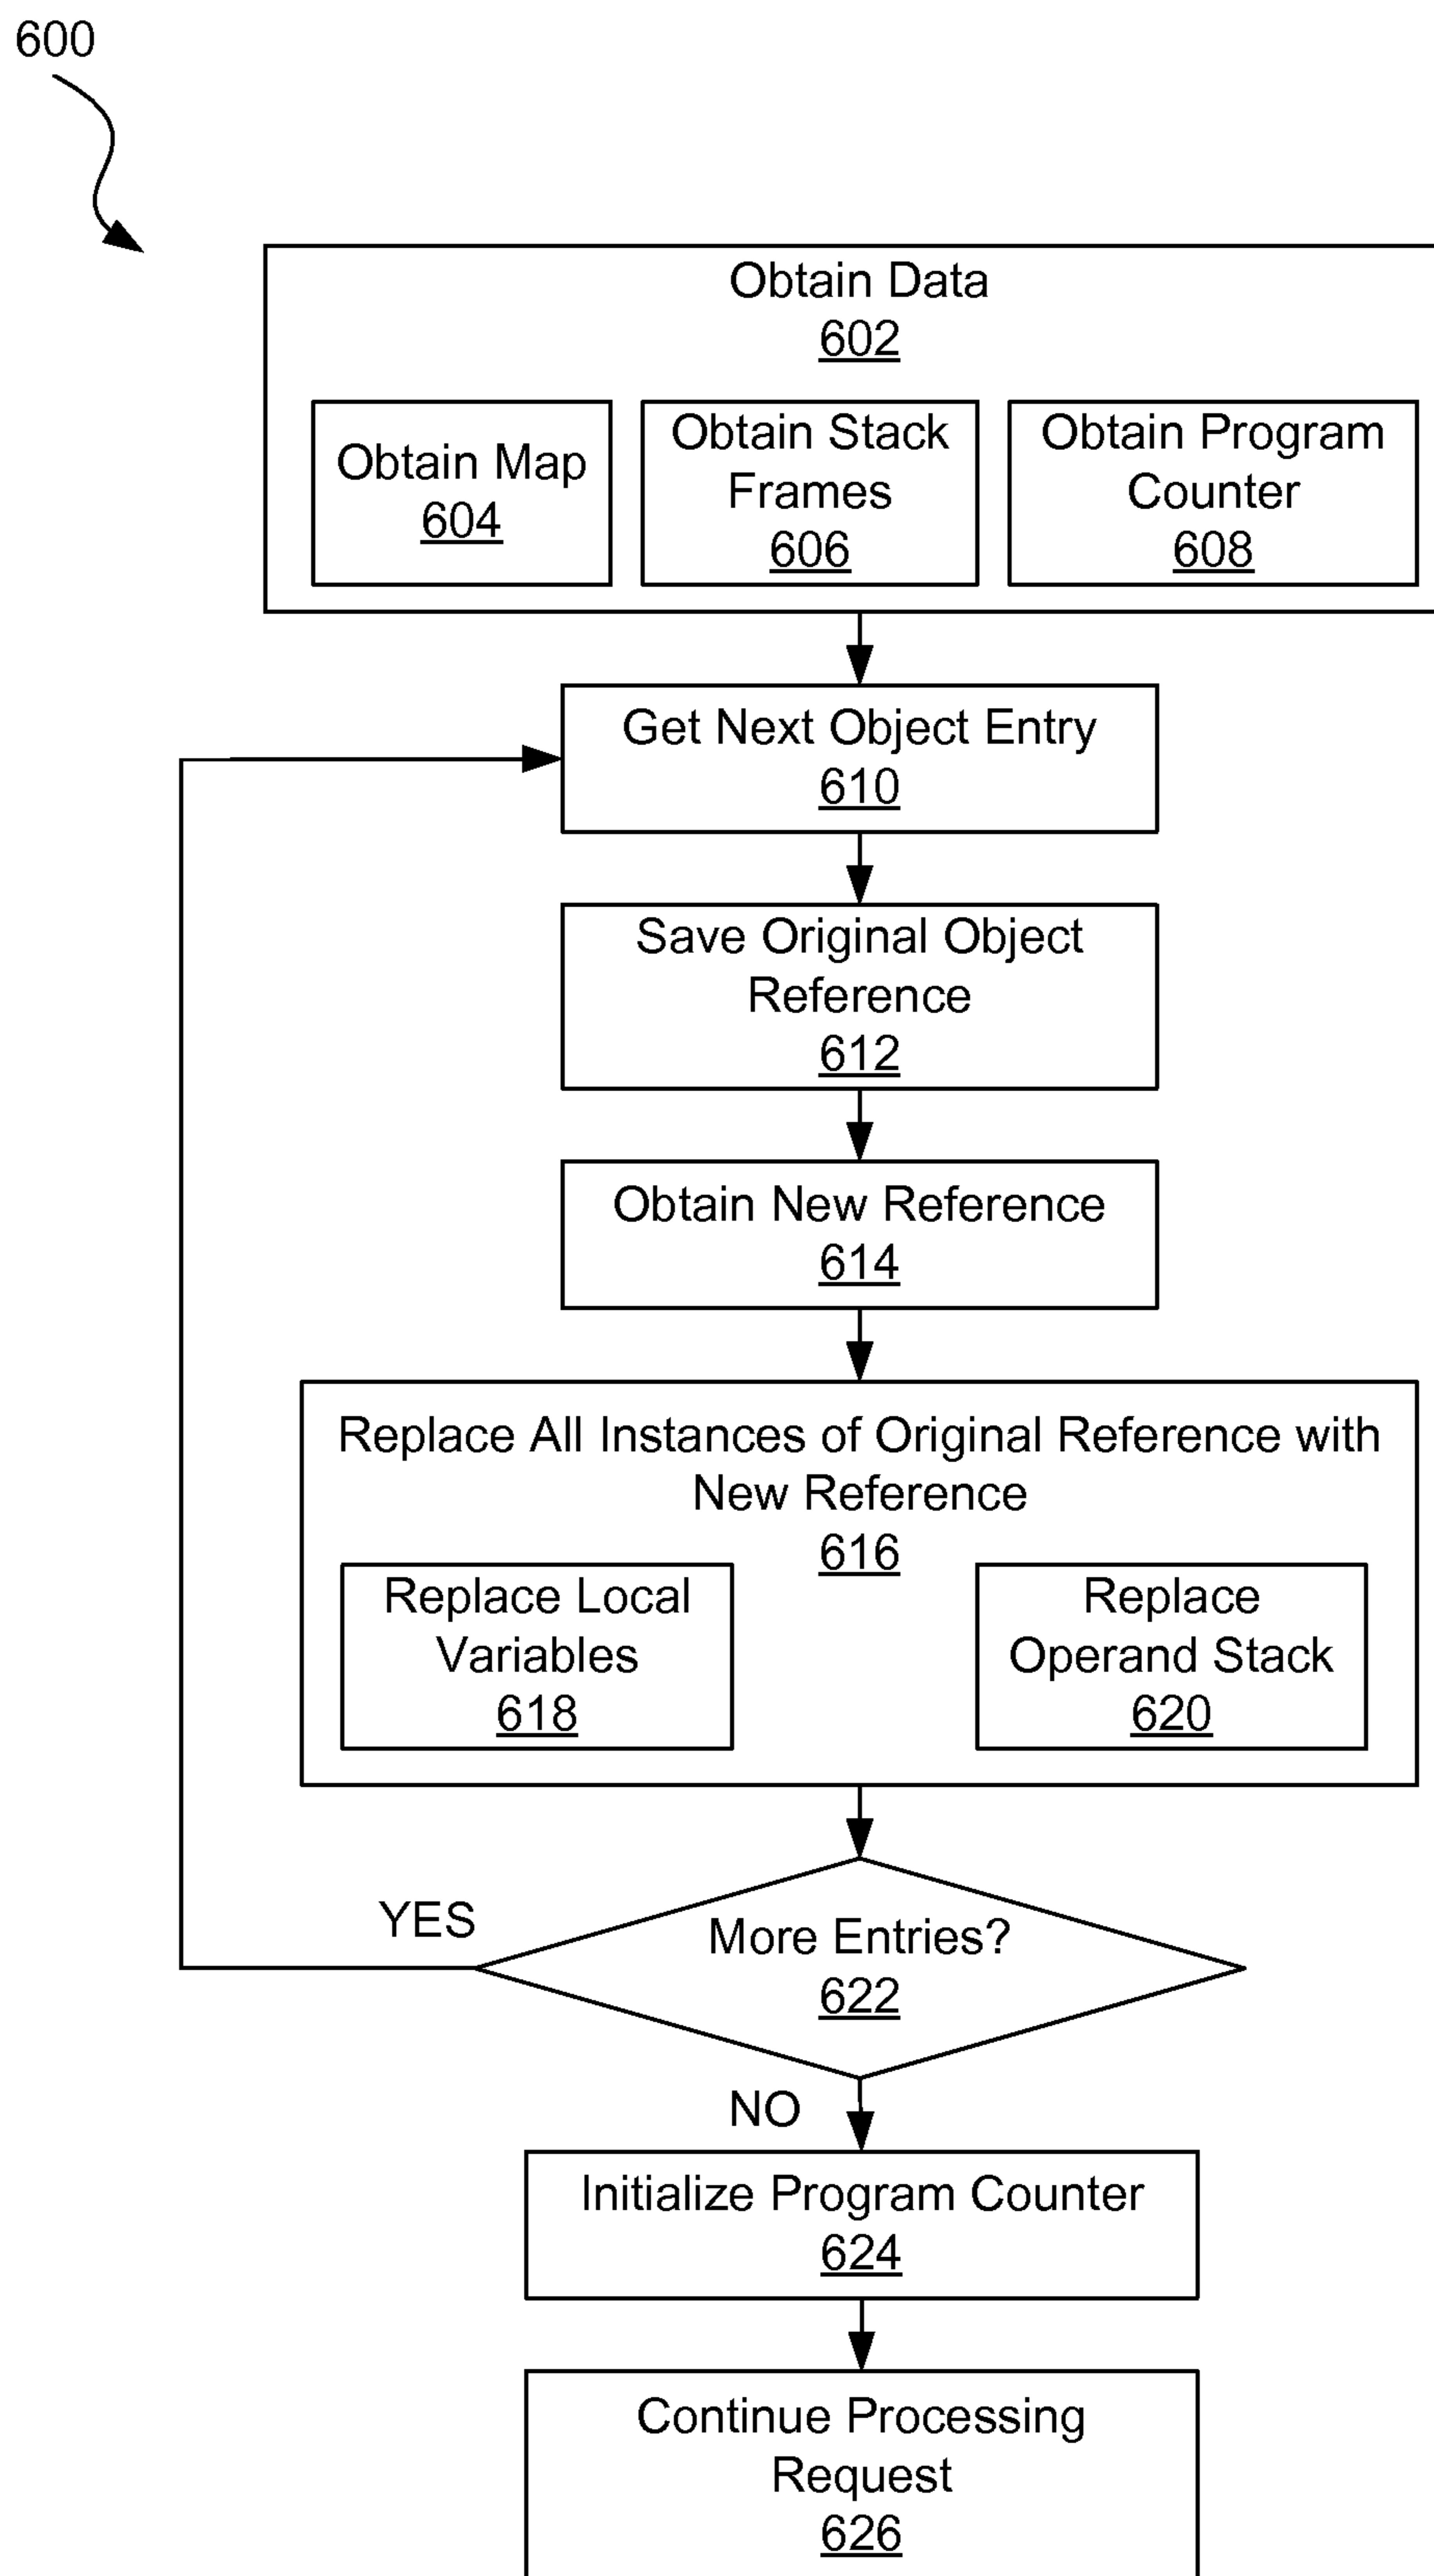 600
Obtain Data
602
Obtain Map
604
Obtain Stack
Frames
606
Obtain Program
Counter
608
Get Next Object Entry
610
Save Original Object
Reference
612
Obtain New Reference
614
Replace All Instances of Original Reference with
New Reference
616
Replace Local
Variables
618
Replace
Operand Stack
620
YES
More Entries?
622
NO
Initialize Program Counter
624
Continue Processing
Request
626